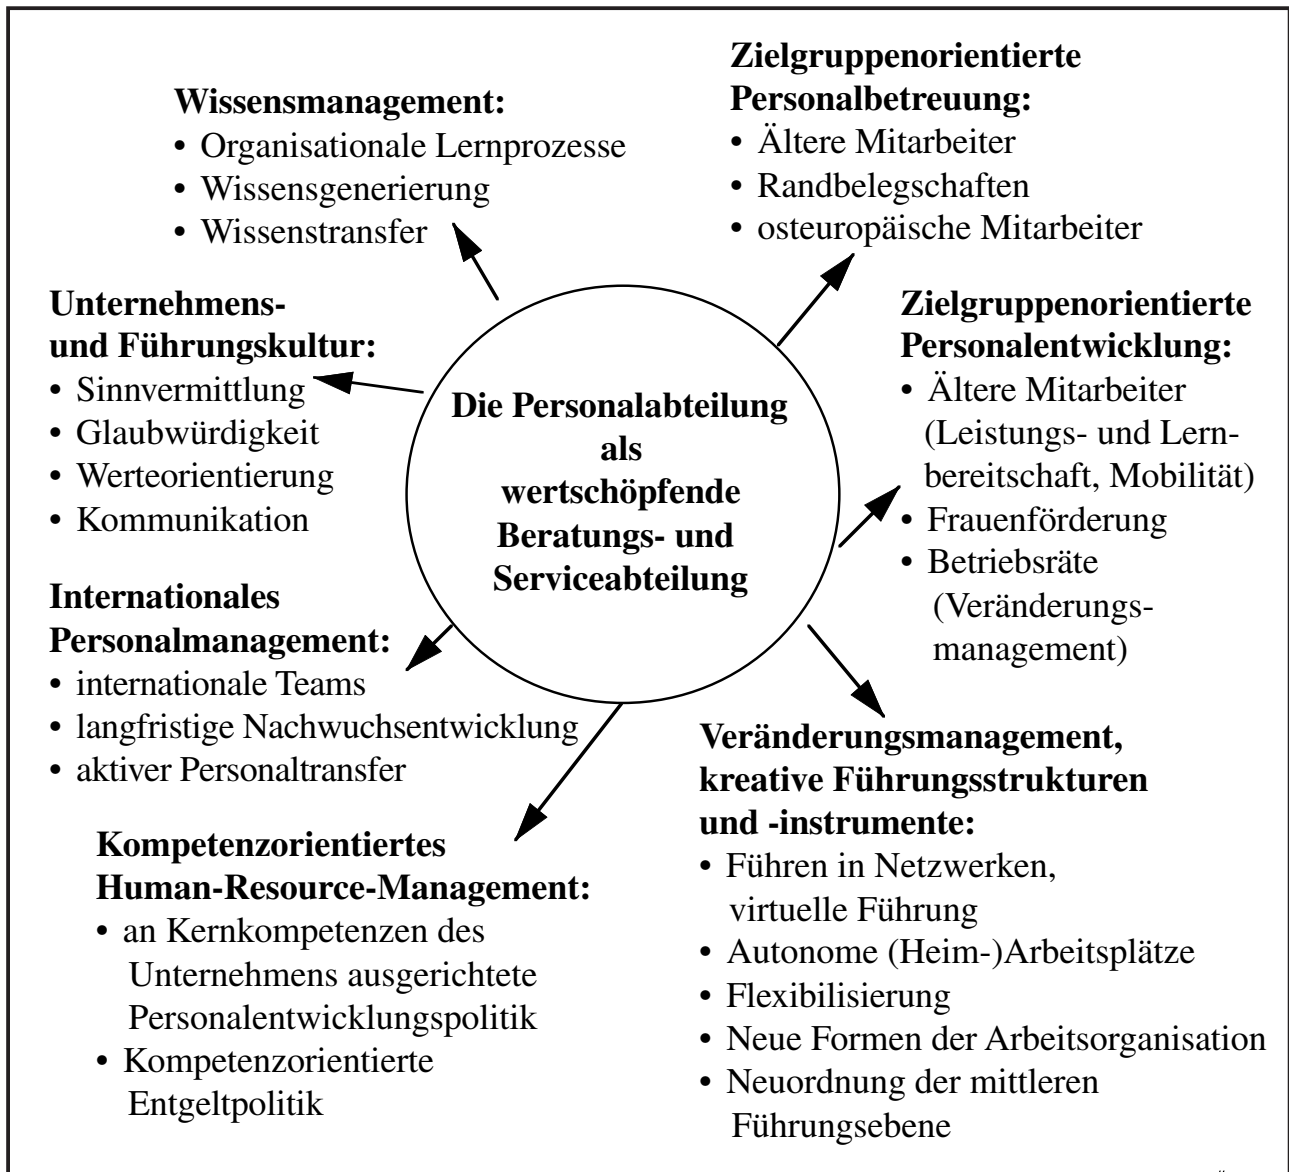 Wissensmanagement:
• Organisationale Lernprozesse
• Wissensgenerierung
• Wissenstransfer
Zielgruppenorientierte
Personalbetreuung:
• Ältere Mitarbeiter
• Randbelegschaften
• osteuropäische Mitarbeiter
Unternehmens-
und Führungskultur:
• Sinnvermittlung
• Glaubwürdigkeit
• Werteorientierung
• Kommunikation
Die Personalabteilung
als
wertschöpfende
Beratungs- und
Serviceabteilung
Zielgruppenorientierte
Personalentwicklung:
• Ältere Mitarbeiter
(Leistungs- und Lern-
bereitschaft, Mobilität)
• Frauenförderung
• Betriebsräte
(Veränderungs-
management)
Internationales
Personalmanagement:
• internationale Teams
• langfristige Nachwuchsentwicklung
• aktiver Personaltransfer
Veränderungsmanagement,
kreative Führungsstrukturen
und -instrumente:
• Führen in Netzwerken,
virtuelle Führung
• Autonome (Heim-)Arbeitsplätze
• Flexibilisierung
• Neue Formen der Arbeitsorganisation
• Neuordnung der mittleren
Führungsebene
Kompetenzorientiertes
Human-Resource-Management:
• an Kernkompetenzen des
Unternehmens ausgerichtete
Personalentwicklungspolitik
• Kompetenzorientierte
Entgeltpolitik